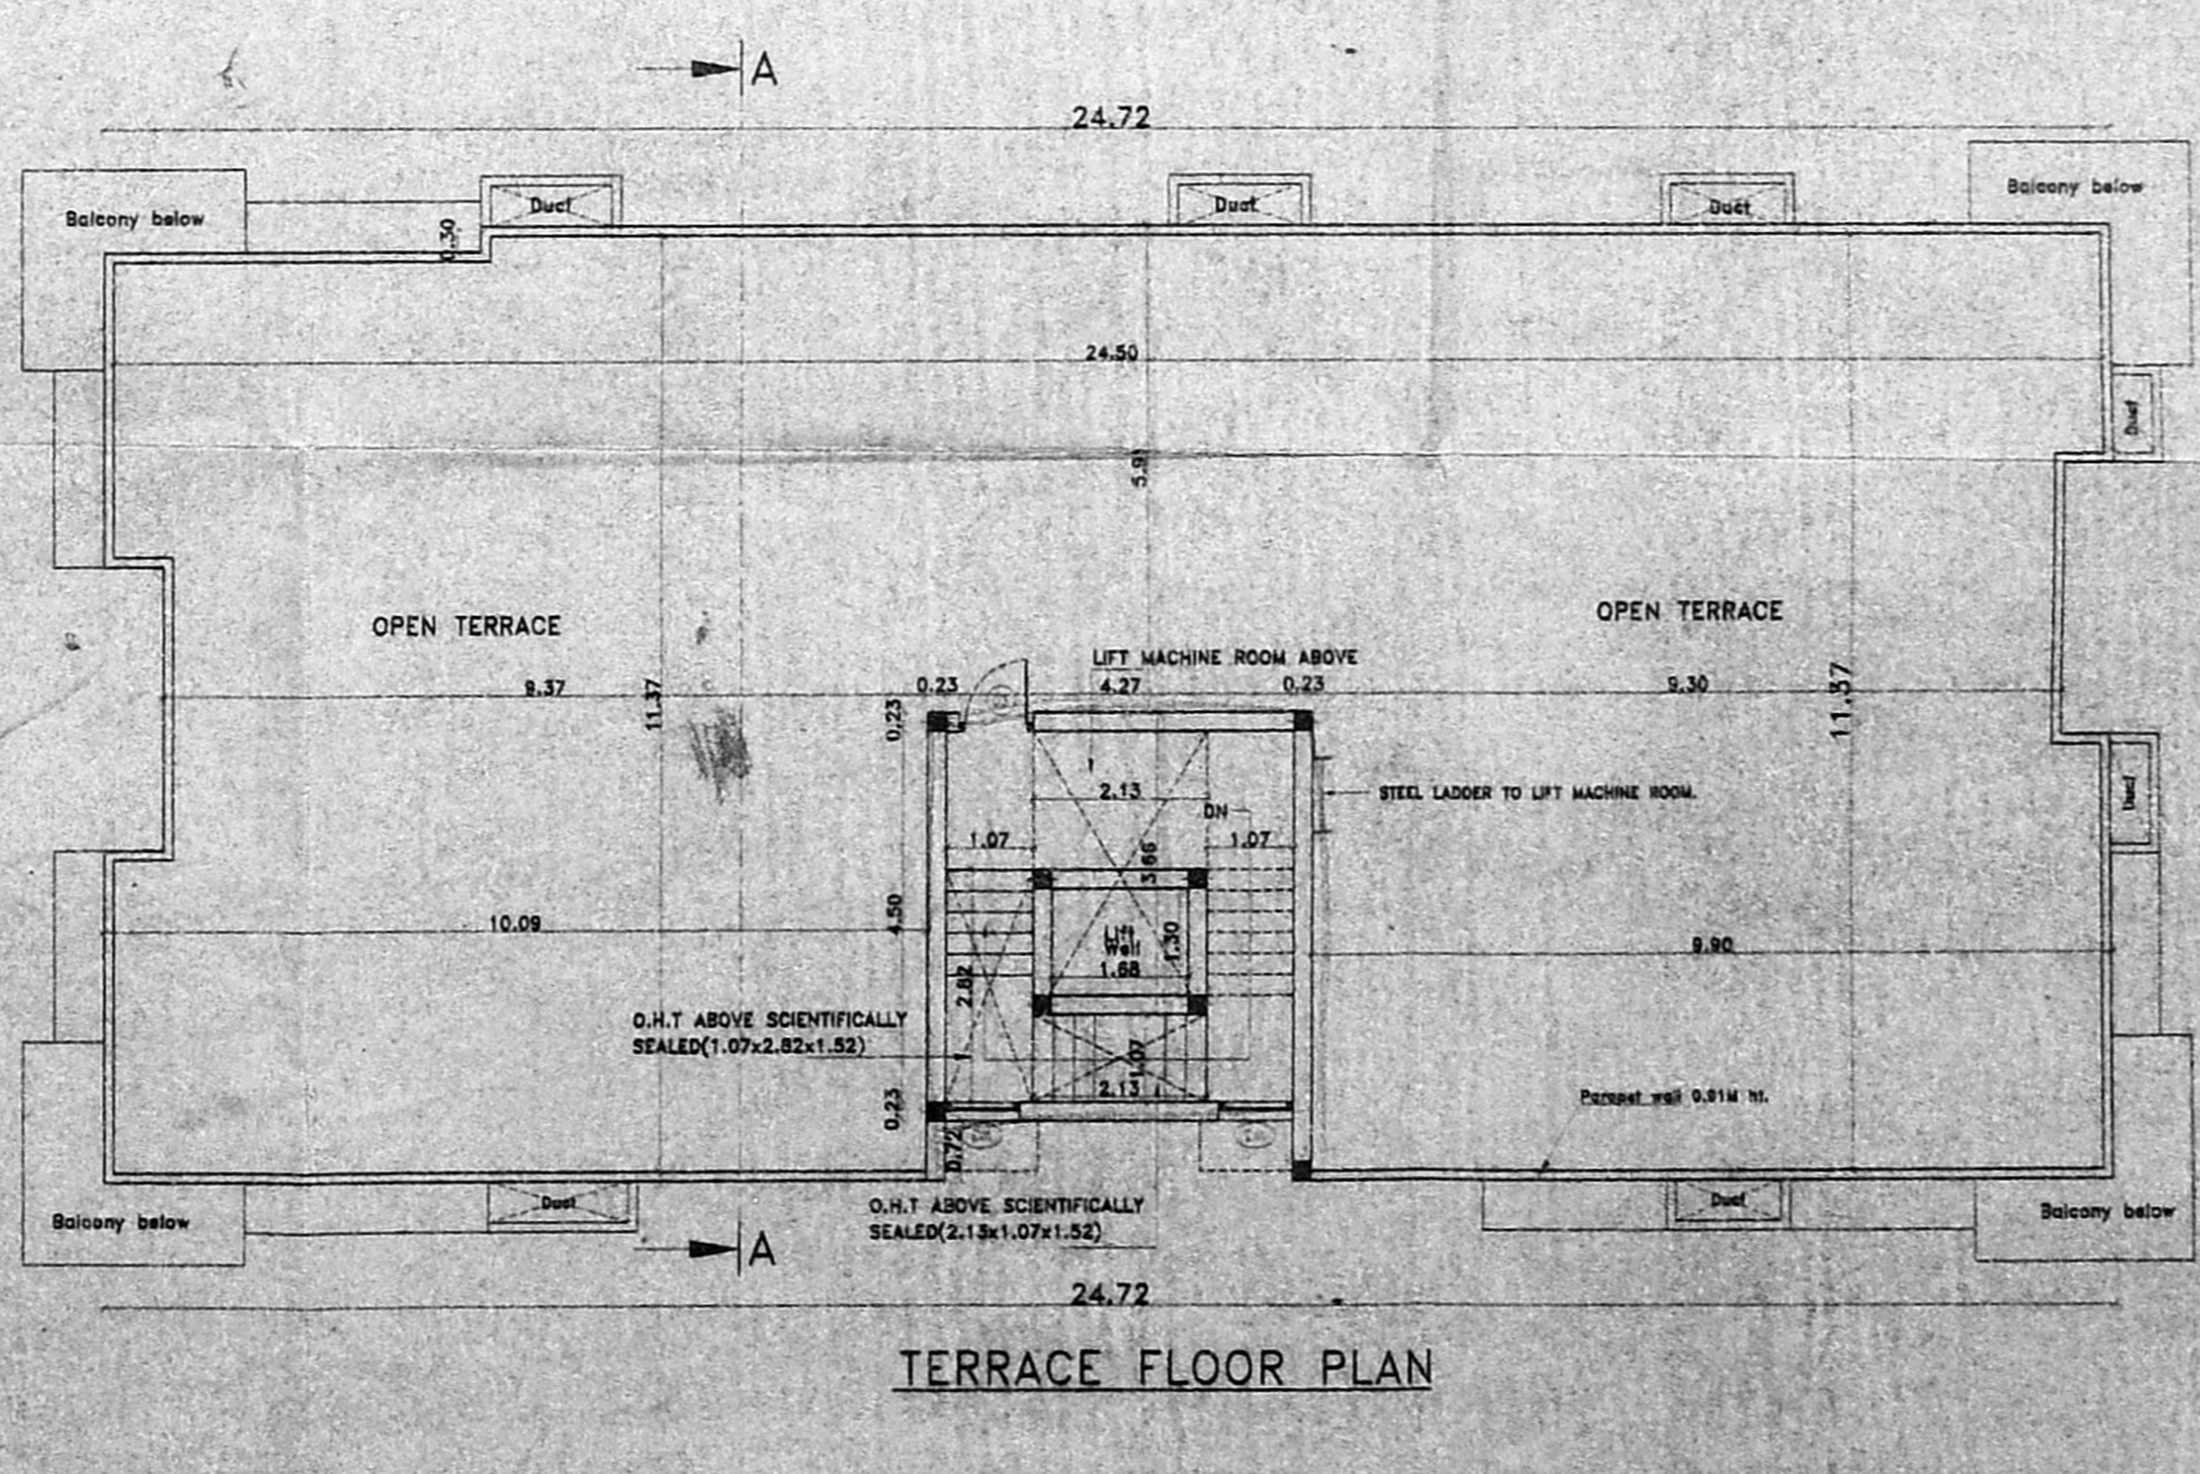 A
24.72
Balcony below
Balcony below
Duct
Duct
Duct
0.30
24.50
Duct
5.91
OPEN TERRACE
OPEN TERRACE
LIFT MACHINE ROOM ABOVE
9.37
11.37
0.23
4.27
0.23
9.30
11.37
0.23
2.13
DN
STEEL LADDER TO LIFT MACHINE ROOM.
Duct
1.07
3.66
1.07
10.09
4.50
Lift
Well
1.30
1.68
9.90
2.82
O.H.T ABOVE SCIENTIFICALLY
SEALED(1.07x2.82x1.52)
1.07
2.13
0.23
Parapet wall 0.91M ht.
0.72
Balcony below
Duct
O.H.T ABOVE SCIENTIFICALLY
SEALED(2.13x1.07x1.52)
Duct
Balcony below
A
24.72
TERRACE FLOOR PLAN